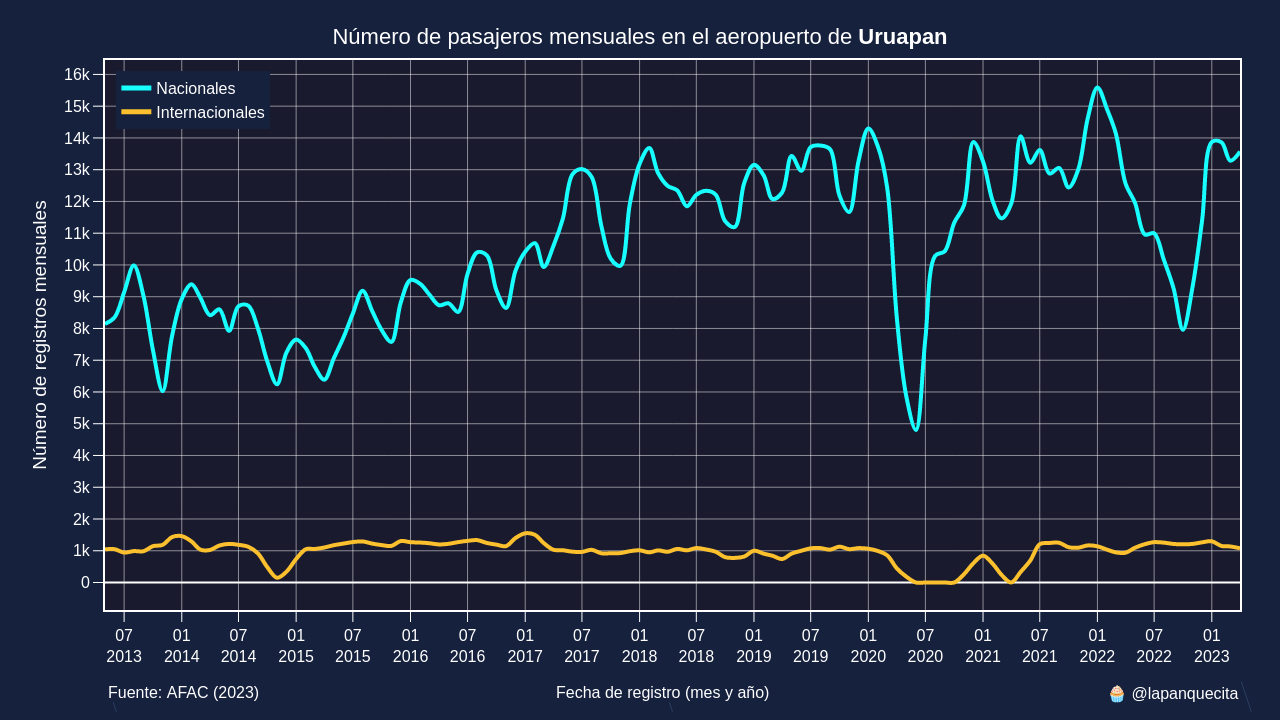 Número de pasajeros mensuales en el aeropuerto de Uruapan
Nacionales
Internacionales
Número de registros mensuales
16k
15k
14k
13k
12k
11k
10k
9k
8k
7k
6k
5k
4k
3k
2k
1k
0
07 01 07 01 07 01 07 01 07 01 07 01 07 01 07 01 07 01 07 01
2013 2014 2014 2015 2015 2016 2016 2017 2017 2018 2018 2019 2019 2020 2020 2021 2021 2022 2022 2023
Fuente: AFAC (2023)
Fecha de registro (mes y año)
🧁 @lapanquecita